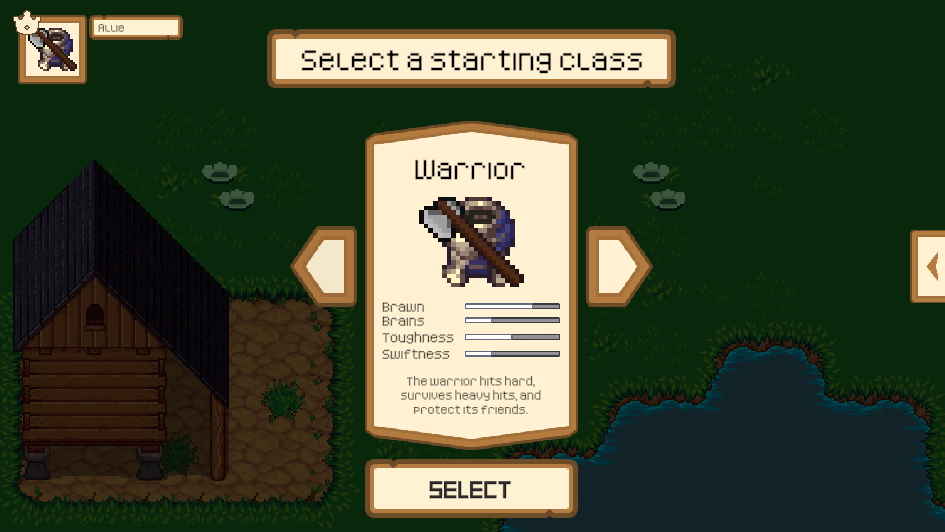 Allie
Select a starting class
Warrior
Brawn
Brains
Toughness
Swiftness
The warrior hits hard,
survives heavy hits, and
protect its friends.
SELECT